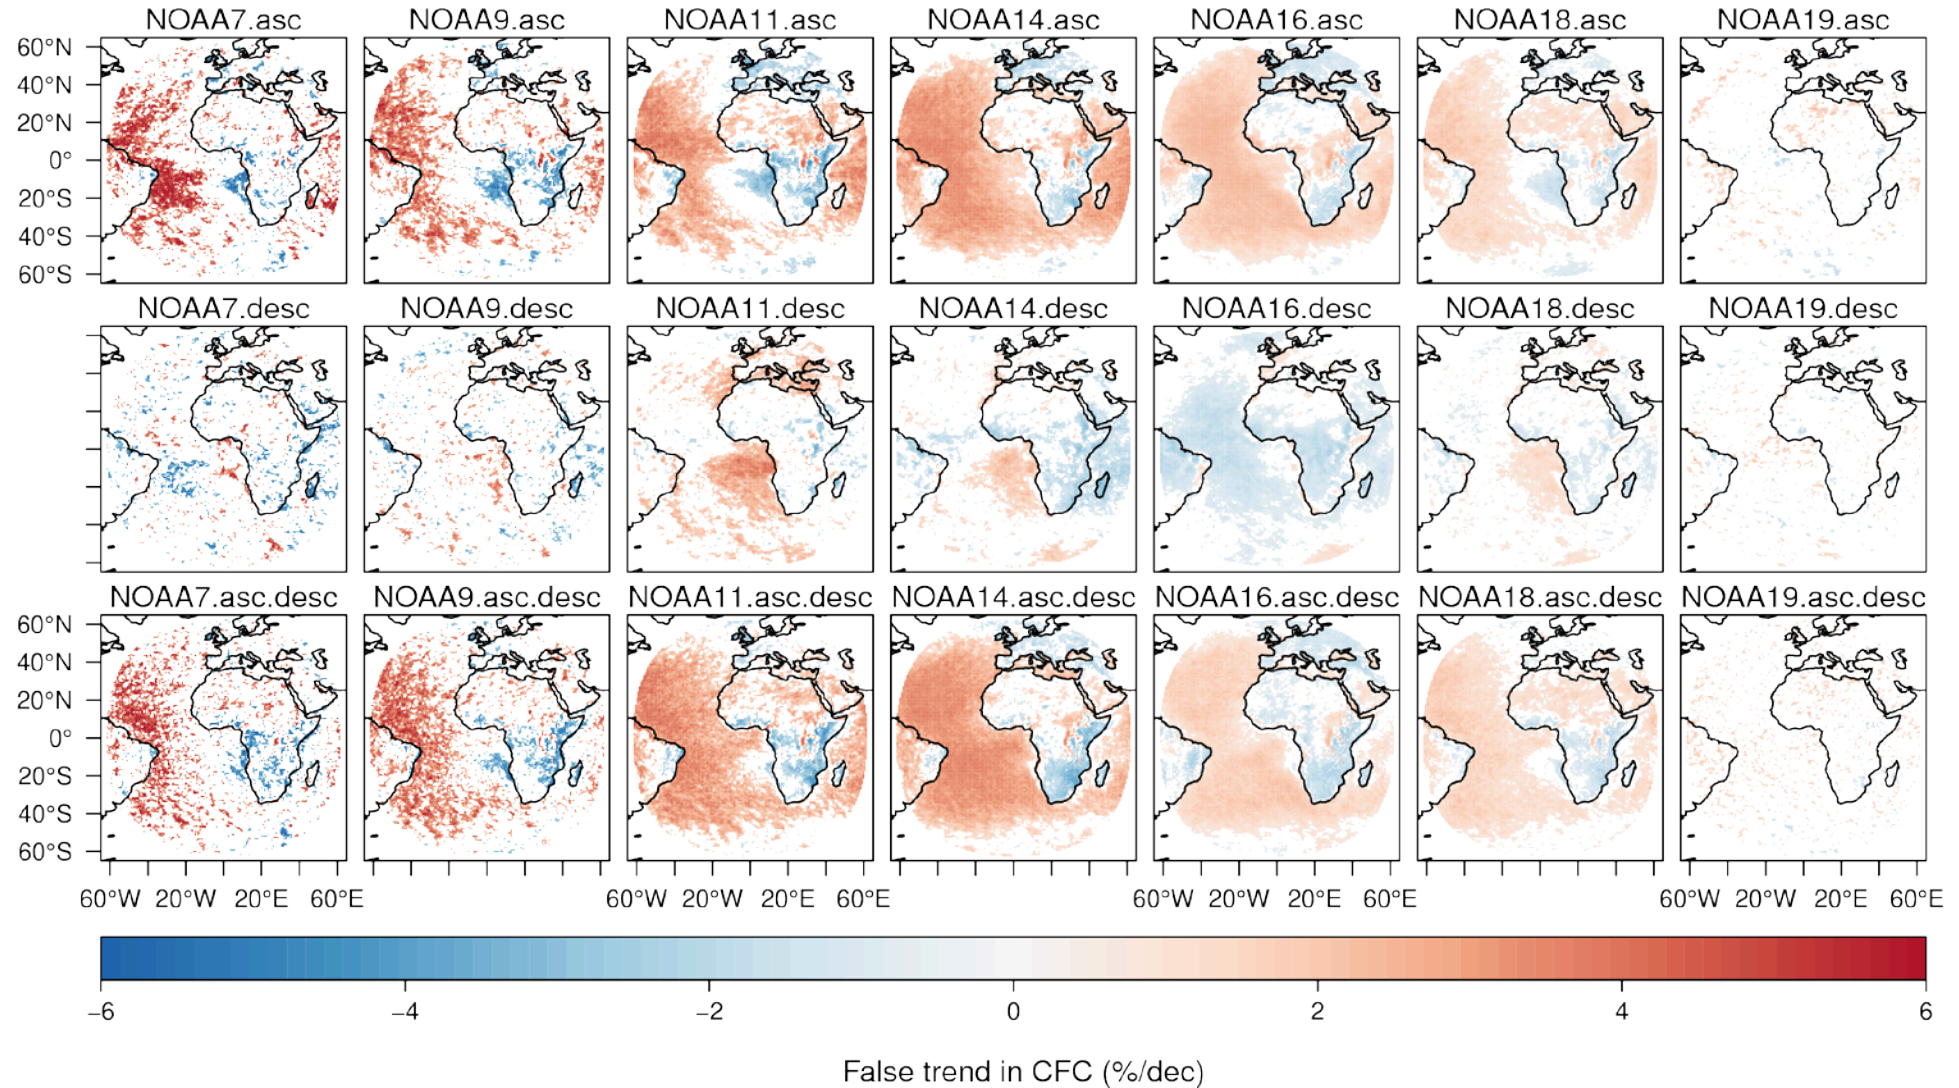 NOAA7.asc NOAA9.asc NOAA11.asc NOAA14.asc NOAA16.asc NOAA18.asc NOAA19.asc
60°N
40°N
20°N
0°
20°S
40°S
60°S
NOAA7.desc NOAA9.desc NOAA11.desc NOAA14.desc NOAA16.desc NOAA18.desc NOAA19.desc
NOAA7.asc.desc NOAA9.asc.desc NOAA11.asc.desc NOAA14.asc.desc NOAA16.asc.desc NOAA18.asc.desc NOAA19.asc.desc
60°N
40°N
20°N
0°
20°S
40°S
60°S
60°W 20°W 20°E 60°E 60°W 20°W 20°E 60°E 60°W 20°W 20°E 60°E 60°W 20°W 20°E 60°E
−6 −4 −2 0 2 4 6
False trend in CFC (%/dec)